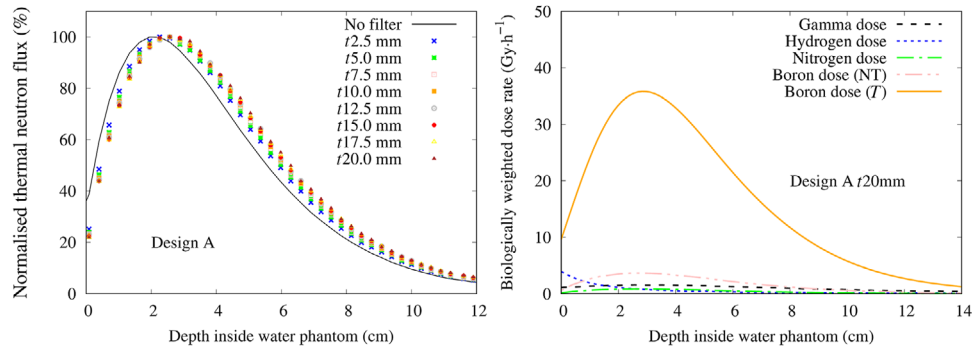 Normalised thermal neutron flux (%)
100
80
60
40
20
0
No filter
t2.5 mm
t5.0 mm
t7.5 mm
t10.0 mm
t12.5 mm
t15.0 mm
t17.5 mm
t20.0 mm
Design A
0 2 4 6 8 10 12
Depth inside water phantom (cm)
Biologically weighted dose rate (Gy·h⁻¹)
50
40
30
20
10
0
Gamma dose
Hydrogen dose
Nitrogen dose
Boron dose (NT)
Boron dose (T)
Design A t20mm
0 2 4 6 8 10 12 14
Depth inside water phantom (cm)